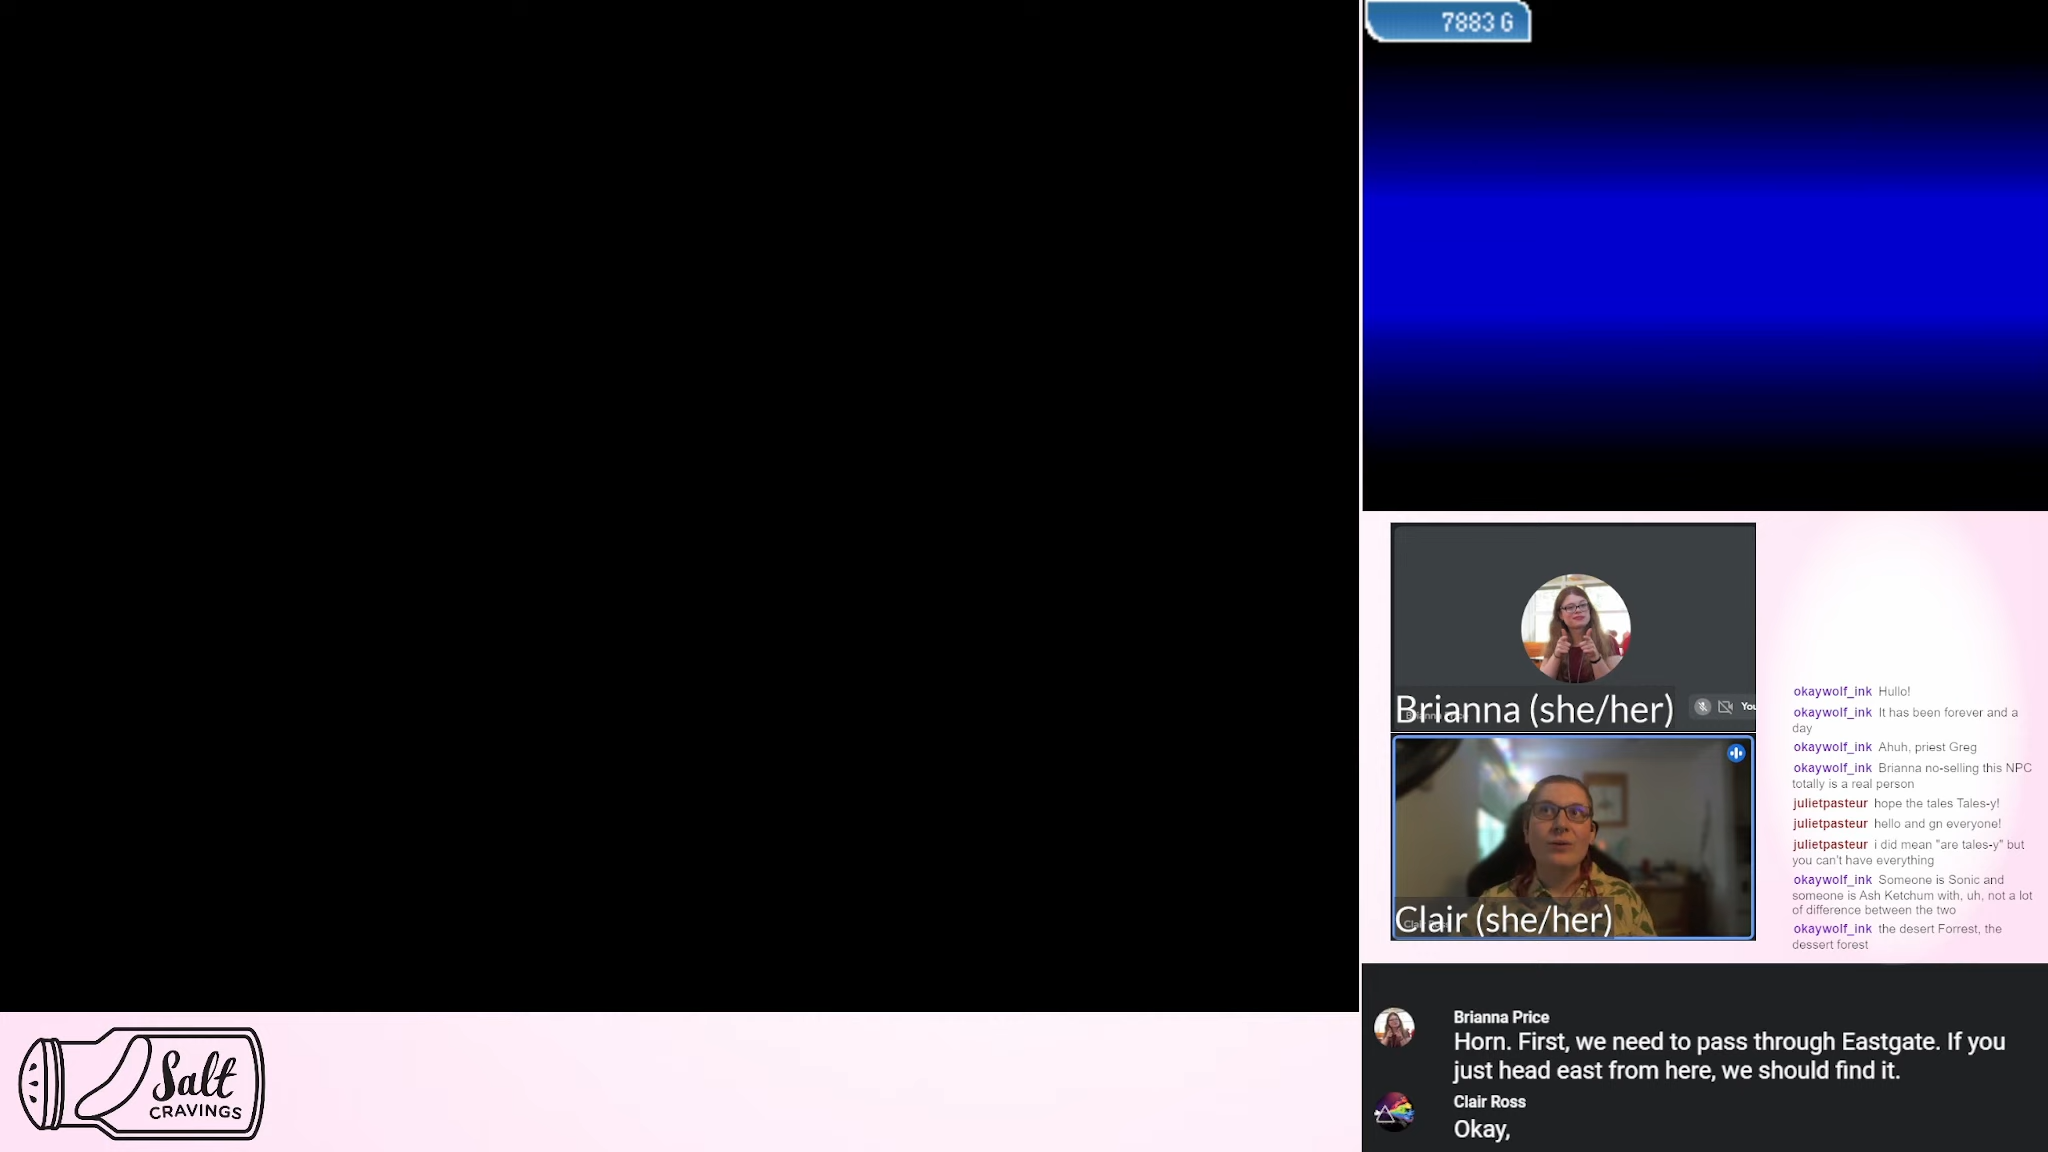 7883 G
Brianna (she/her)
You
Clair (she/her)
okaywolf_ink Hullo!
okaywolf_ink It has been forever and a
day
okaywolf_ink Ahuh, priest Greg
okaywolf_ink Brianna no-selling this NPC
totally is a real person
julietpasteur hope the tales Tales-y!
julietpasteur hello and gn everyone!
julietpasteur i did mean "are tales-y" but
you can't have everything
okaywolf_ink Someone is Sonic and
someone is Ash Ketchum with, uh, not a lot
of difference between the two
okaywolf_ink the desert Forrest, the
dessert forest
Brianna Price
Horn. First, we need to pass through Eastgate. If you
just head east from here, we should find it.
Clair Ross
Okay,
Salt
CRAVINGS